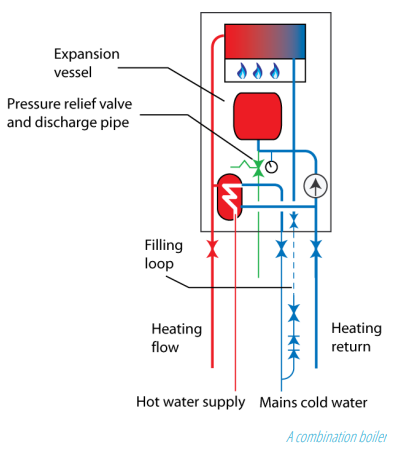 Expansion
vessel
Pressure relief valve
and discharge pipe
Filling
loop
Heating
flow
Heating
return
Hot water supply
Mains cold water
A combination boiler